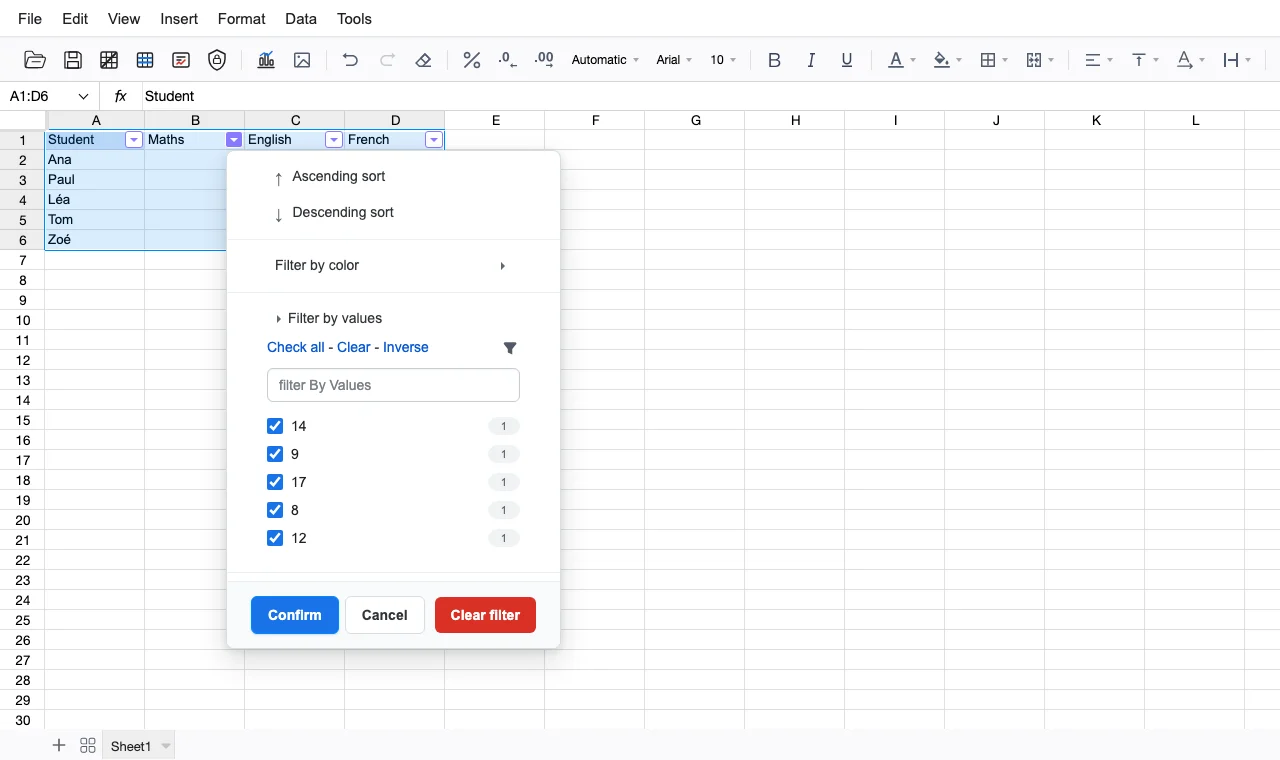 File Edit View Insert Format Data Tools
% .0 .00 Automatic Arial 10 B I U A A
A1:D6 fx Student
A B C D E F G H I J K L
1 Student Maths English French
2 Ana
3 Paul
4 Léa
5 Tom
6 Zoé
7
8
9
10
11
12
13
14
15
16
17
18
19
20
21
22
23
24
25
26
27
28
29
30
↑ Ascending sort
↓ Descending sort
Filter by color
Filter by values
Check all - Clear - Inverse
filter By Values
14 1
9 1
17 1
8 1
12 1
Confirm Cancel Clear filter
Sheet1